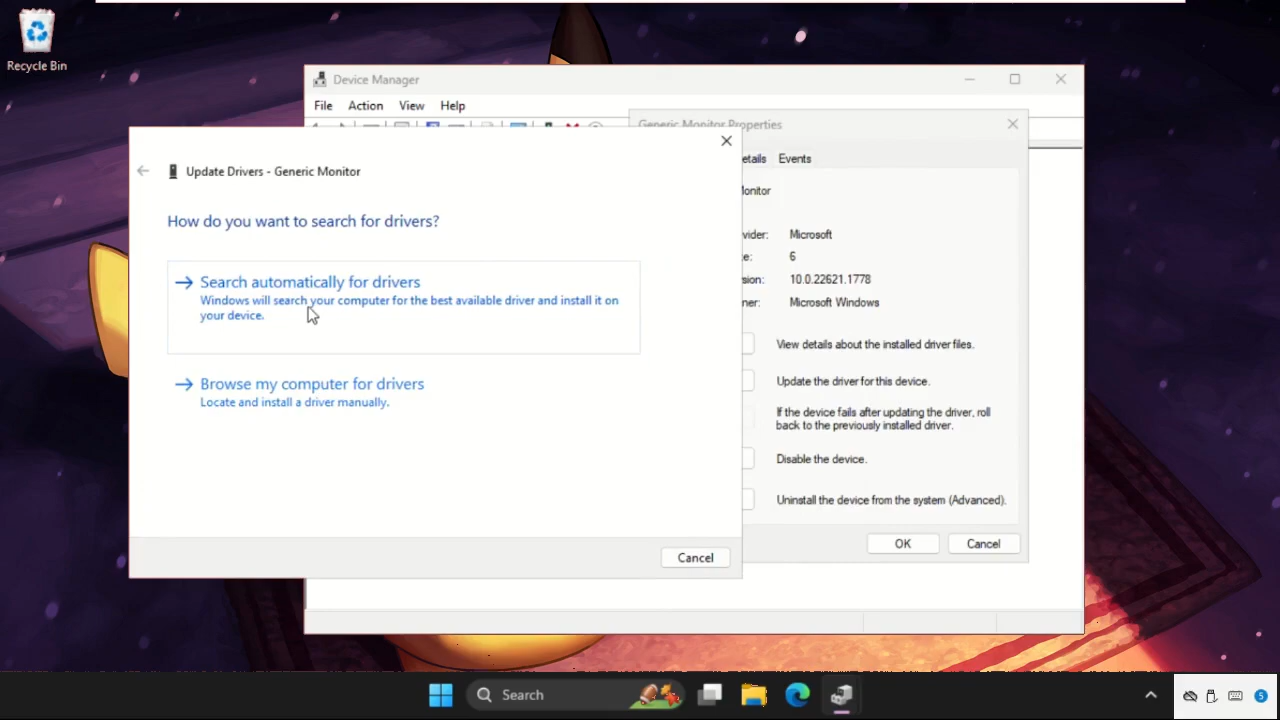 Recycle Bin
Device Manager
File Action View Help
Generic Monitor Properties
Update Drivers - Generic Monitor
How do you want to search for drivers?
Search automatically for drivers
Windows will search your computer for the best available driver and install it on
your device.
Browse my computer for drivers
Locate and install a driver manually.
Cancel
Events
Microsoft
6
10.0.22621.1778
Microsoft Windows
View details about the installed driver files.
Update the driver for this device.
If the device fails after updating the driver, roll
back to the previously installed driver.
Disable the device.
Uninstall the device from the system (Advanced).
OK Cancel
Search
5